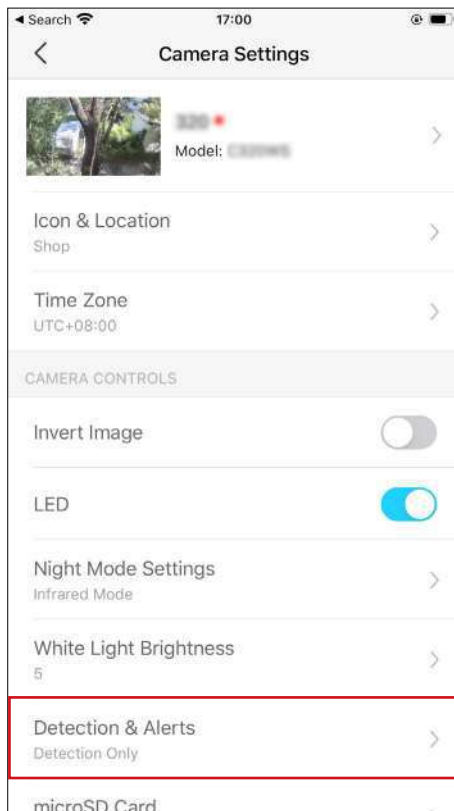 Search
17:00
Camera Settings
Model:
Icon & Location
Shop
Time Zone
UTC+08:00
CAMERA CONTROLS
Invert Image
LED
Night Mode Settings
Infrared Mode
White Light Brightness
5
Detection & Alerts
Detection Only
microSD Card